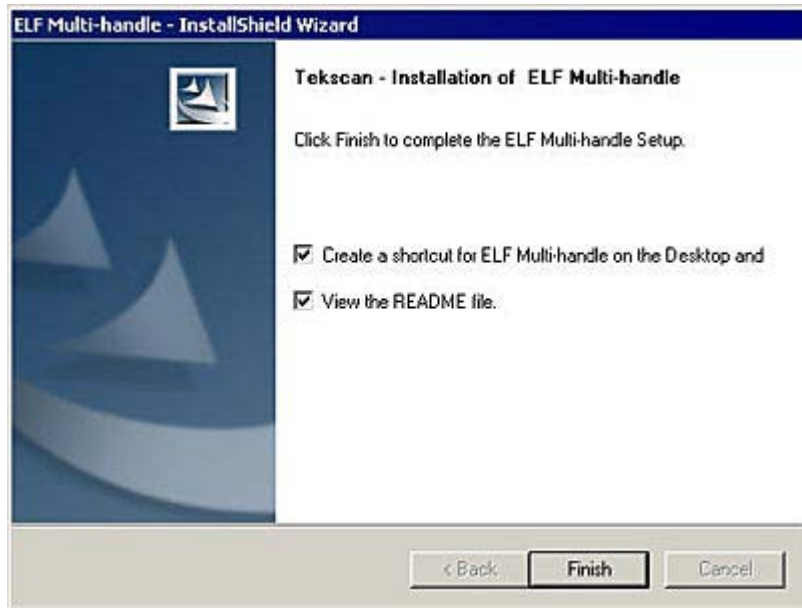 ELF Multi-handle - InstallShield Wizard
Tekscan - Installation of ELF Multi-handle
Click Finish to complete the ELF Multi-handle Setup.
Create a shortcut for ELF Multi-handle on the Desktop and
View the README file.
< Back
Finish
Cancel